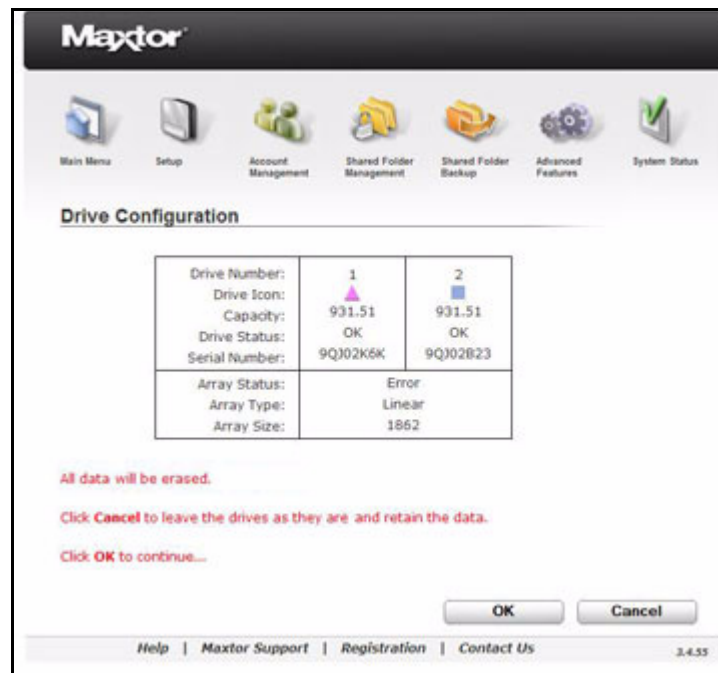 Maxtor
Main Menu
Setup
Account Management
Shared Folder Management
Shared Folder Backup
Advanced Features
System Status
Drive Configuration
Drive Number: 1 2
Drive Icon:
Capacity: 931.51 931.51
Drive Status: OK OK
Serial Number: 9QJ02K6K 9QJ02B23
Array Status: Error
Array Type: Linear
Array Size: 1862
All data will be erased.
Click Cancel to leave the drives as they are and retain the data.
Click OK to continue...
OK Cancel
Help | Maxtor Support | Registration | Contact Us 3.4.55